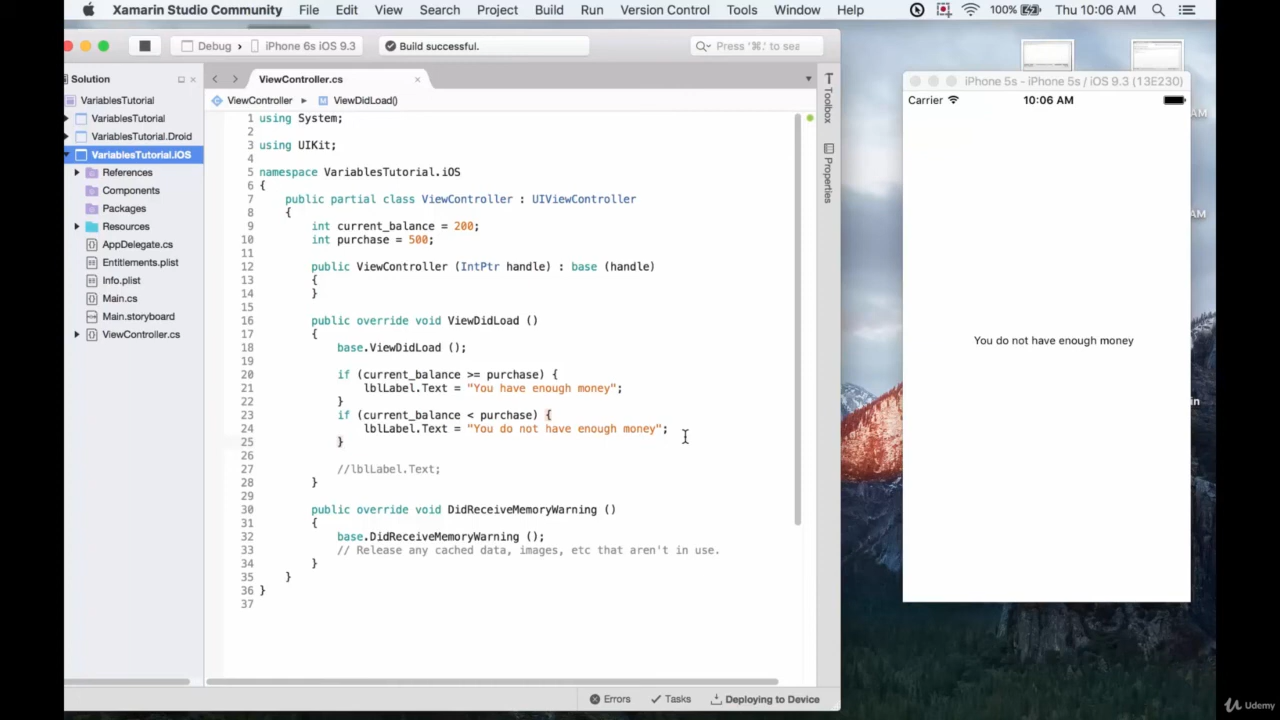 Xamarin Studio Community File Edit View Search Project Build Run Version Control Tools Window Help 100% Thu 10:06 AM
Debug > iPhone 6s iOS 9.3 Build successful. Press '⌘.' to sea
Solution
VariablesTutorial
VariablesTutorial
VariablesTutorial.Droid
VariablesTutorial.iOS
References
Components
Packages
Resources
AppDelegate.cs
Entitlements.plist
Info.plist
Main.cs
Main.storyboard
ViewController.cs
ViewController.cs
ViewController ▸ M ViewDidLoad()
1 using System;
2
3 using UIKit;
4
5 namespace VariablesTutorial.iOS
6 {
7 public partial class ViewController : UIViewController
8 {
9 int current_balance = 200;
10 int purchase = 500;
11
12 public ViewController (IntPtr handle) : base (handle)
13 {
14 }
15
16 public override void ViewDidLoad ()
17 {
18 base.ViewDidLoad ();
19
20 if (current_balance >= purchase) {
21 lblLabel.Text = "You have enough money";
22 }
23 if (current_balance < purchase) {
24 lblLabel.Text = "You do not have enough money";
25 }
26
27 //lblLabel.Text;
28 }
29
30 public override void DidReceiveMemoryWarning ()
31 {
32 base.DidReceiveMemoryWarning ();
33 // Release any cached data, images, etc that aren't in use.
34 }
35 }
36 }
37
Toolbox
Properties
Errors Tasks Deploying to Device
iPhone 5s - iPhone 5s / iOS 9.3 (13E230)
Carrier 10:06 AM
You do not have enough money
AM
AM
in
Udemy